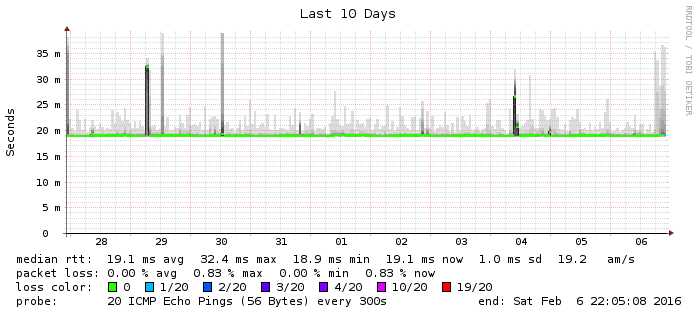 Last 10 Days
RRDTOOL / TOBI OETIKER
Seconds
35 m
30 m
25 m
20 m
15 m
10 m
5 m
0
28 29 30 31 01 02 03 04 05 06
median rtt: 19.1 ms avg 32.4 ms max 18.9 ms min 19.1 ms now 1.0 ms sd 19.2 am/s
packet loss: 0.00 % avg 0.83 % max 0.00 % min 0.83 % now
loss color: 0 1/20 2/20 3/20 4/20 10/20 19/20
probe: 20 ICMP Echo Pings (56 Bytes) every 300s end: Sat Feb 6 22:05:08 2016